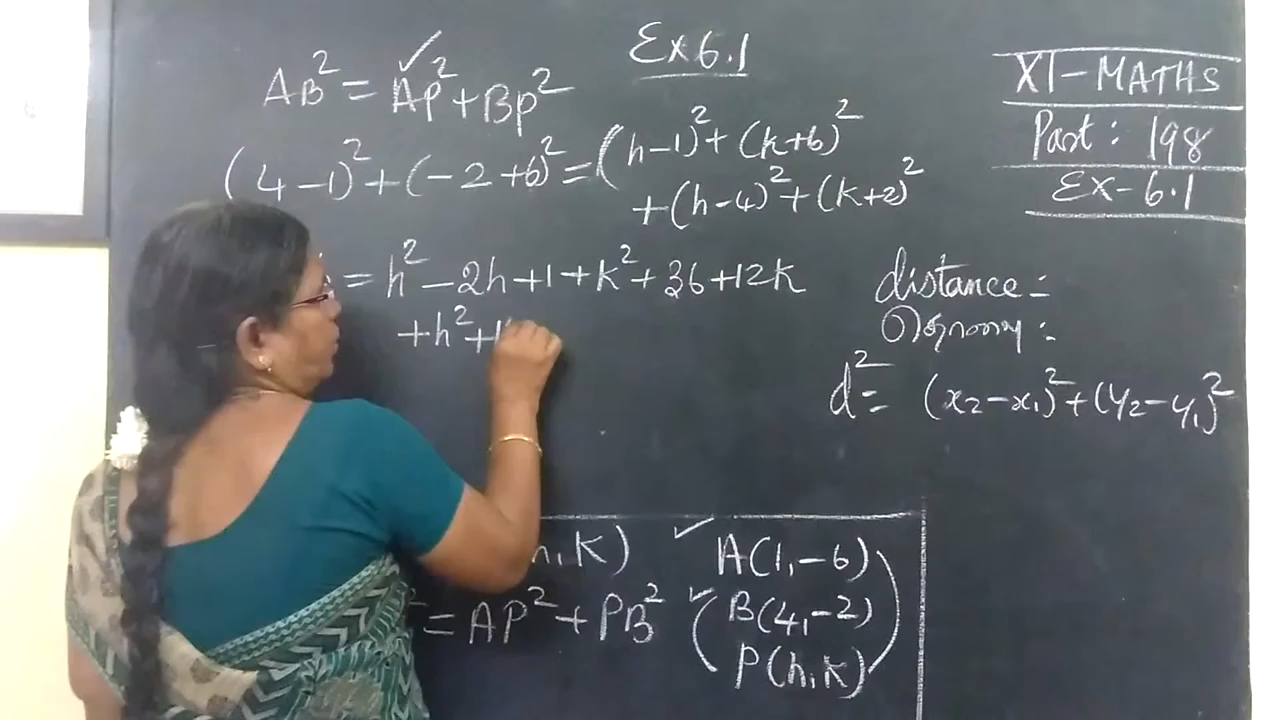 Ex 6.1
AB² = AP² + BP²
(4-1)² + (-2+6)² = (h-1)² + (k+6)²
+ (h-4)² + (k+2)²
= h² - 2h + 1 + k² + 36 + 12k
+ h² + 1
XI-MATHS
Part: 198
EX-6.1
distance =
d² = (x₂-x₁)² + (y₂-y₁)²
h,k)
² = AP² + PB²
A(1,-6)
B(4,-2)
P(h,k)